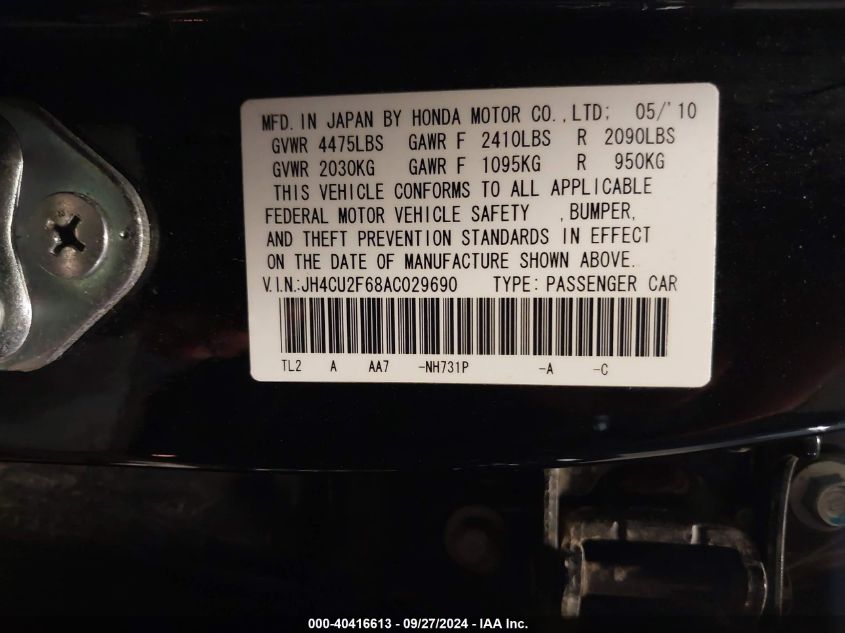 MFD. IN JAPAN BY HONDA MOTOR CO.,LTD; 05/'10
GVWR 4475LBS GAWR F 2410LBS R 2090LBS
GVWR 2030KG GAWR F 1095KG R 950KG
THIS VEHICLE CONFORMS TO ALL APPLICABLE
FEDERAL MOTOR VEHICLE SAFETY ,BUMPER,
AND THEFT PREVENTION STANDARDS IN EFFECT
ON THE DATE OF MANUFACTURE SHOWN ABOVE.
V.I.N.:JH4CU2F68AC029690 TYPE: PASSENGER CAR
TL2 A AA7 -NH731P -A -C
000-40416613 - 09/27/2024 - IAA Inc.